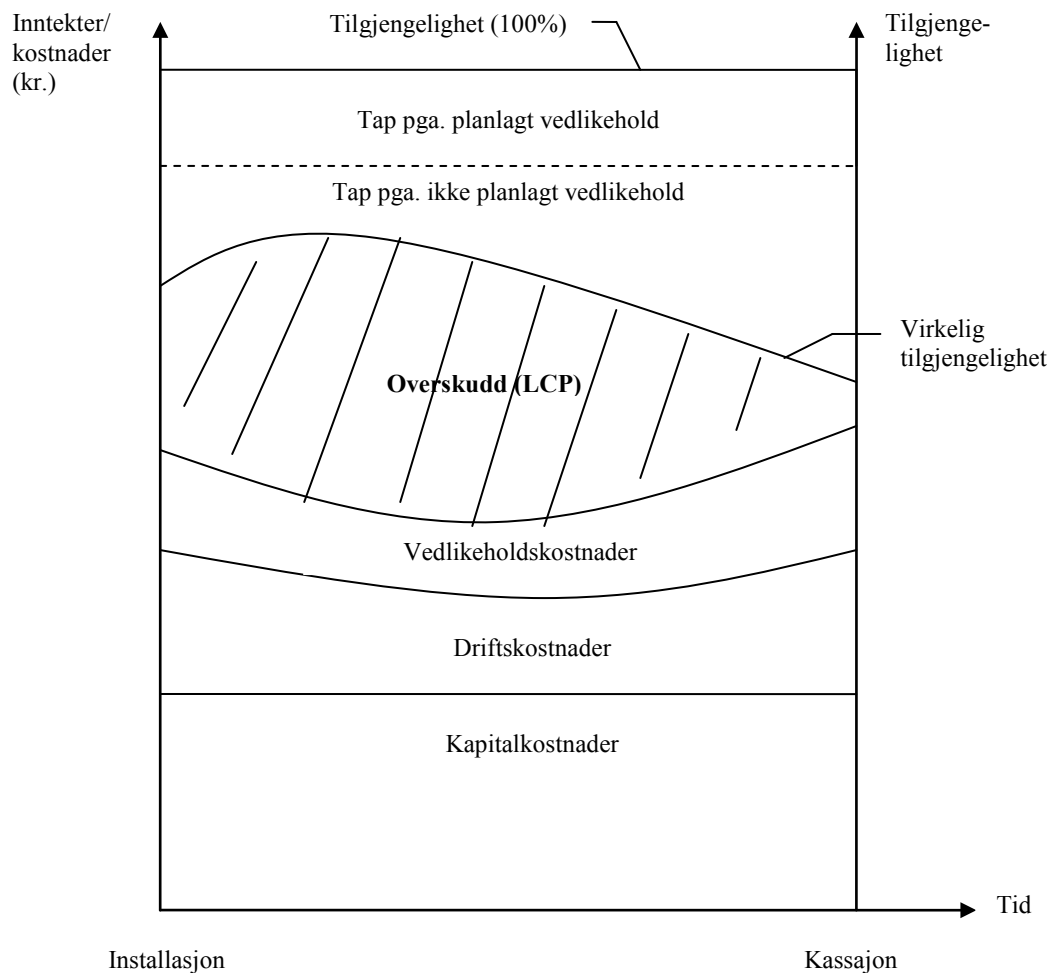 Inntekter/
kostnader
(kr.)
Tilgjengelighet (100%)
Tilgjenge-
lighet
Tap pga. planlagt vedlikehold
Tap pga. ikke planlagt vedlikehold
Virkelig
tilgjengelighet
Overskudd (LCP)
Vedlikeholdskostnader
Driftskostnader
Kapitalkostnader
Tid
Installasjon
Kassajon